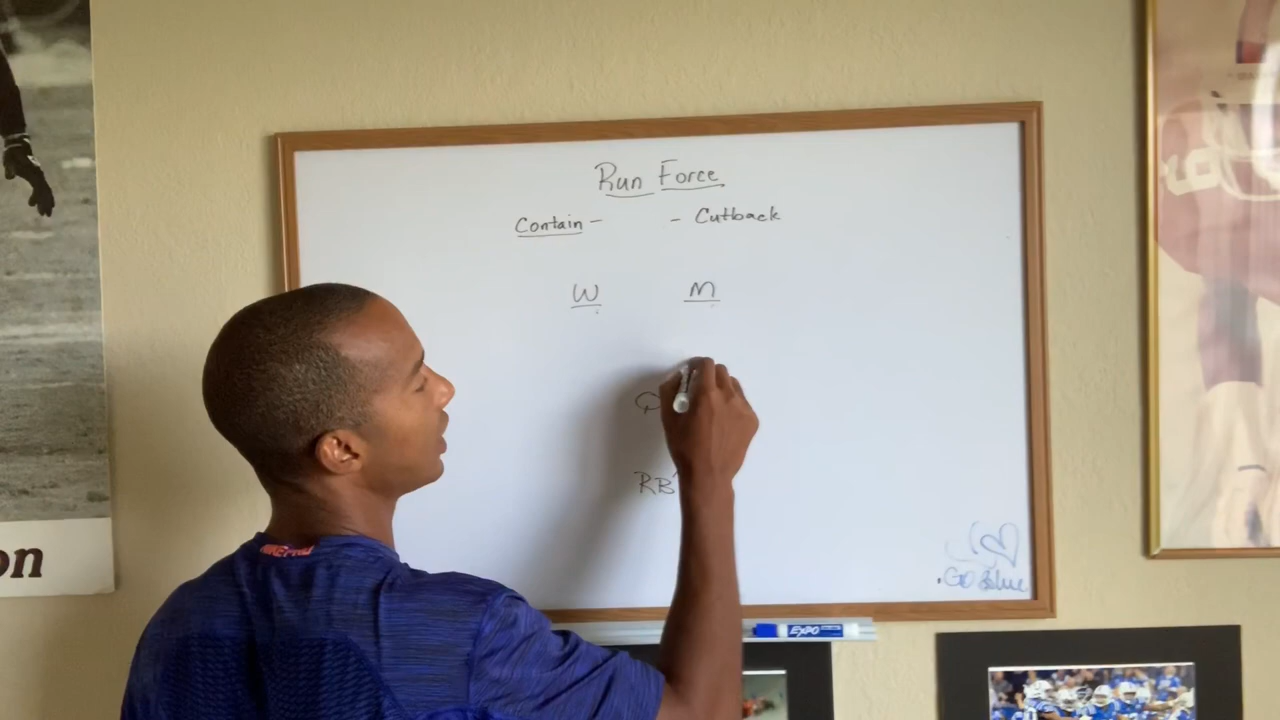 Run Force
Contain - - Cutback
W M
Q
RB
Go Blue
EXPO
on